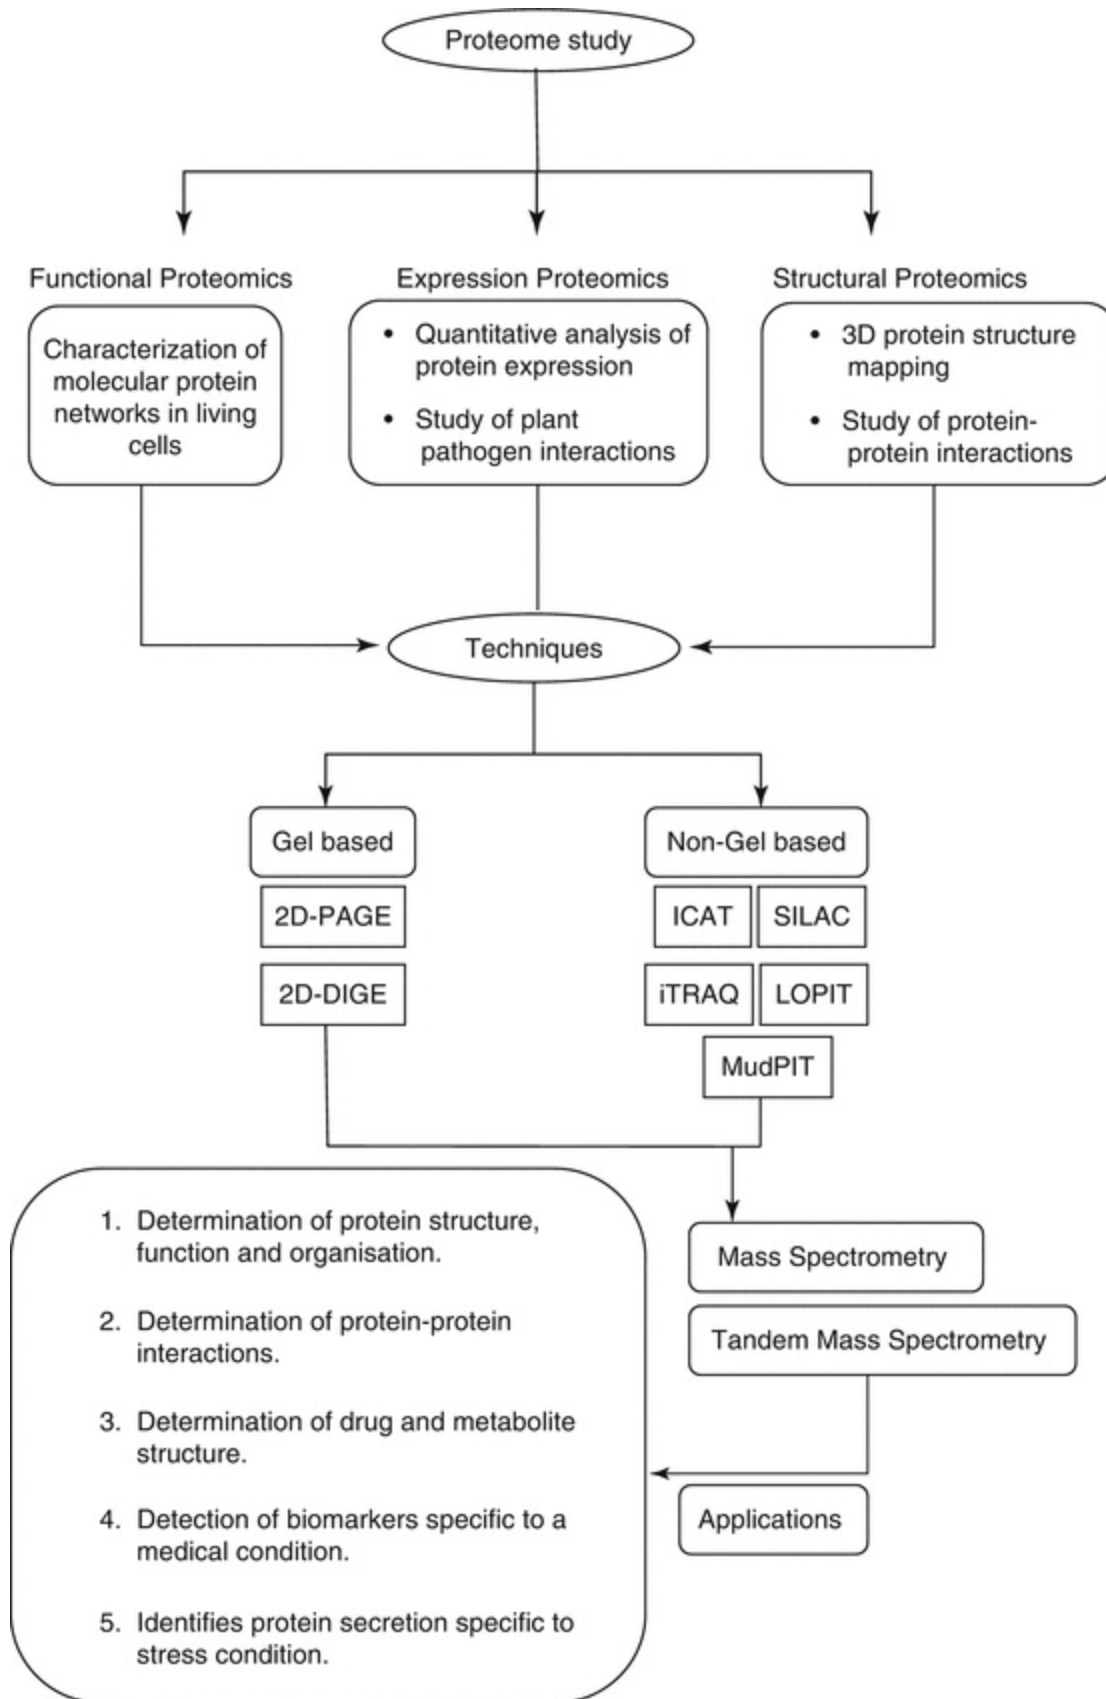 Proteome study
Functional Proteomics
Characterization of
molecular protein
networks in living
cells
Expression Proteomics
• Quantitative analysis of
protein expression
• Study of plant
pathogen interactions
Structural Proteomics
• 3D protein structure
mapping
• Study of protein-
protein interactions
Techniques
Gel based
2D-PAGE
2D-DIGE
Non-Gel based
ICAT
SILAC
iTRAQ
LOPIT
MudPIT
Mass Spectrometry
Tandem Mass Spectrometry
Applications
1. Determination of protein structure,
function and organisation.
2. Determination of protein-protein
interactions.
3. Determination of drug and metabolite
structure.
4. Detection of biomarkers specific to a
medical condition.
5. Identifies protein secretion specific to
stress condition.